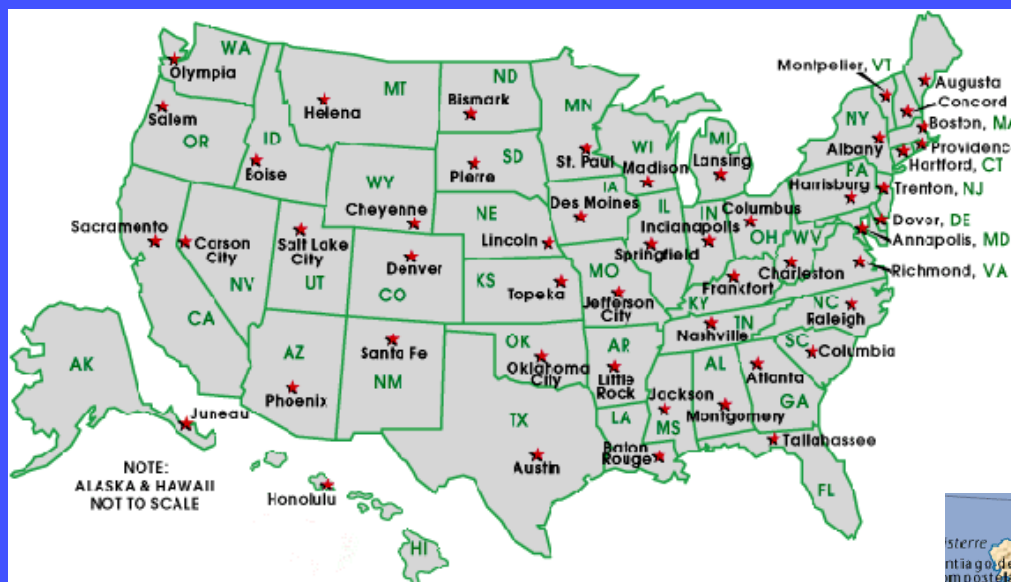 WA
Olympia
MT
ND
Montpelier, VT
Helena
Bismark
MN
Augusta
Salem
Concord
OR
ID
NY
Boston, MA
WI
MI
Albany
Providence
Boise
SD
St. Paul
Madison
Lansing
Hartford, CT
Pierre
PA
WY
IA
Harrisburg
Trenton, NJ
Cheyenne
NE
Des Moines
IL
IN
Columbus
Sacramento
Indianapolis
Dover, DE
Carson
City
Salt Lake
City
Lincoln
OH
WV
Annapolis, MD
Denver
Springfield
Charleston
Richmond, VA
NV
UT
KS
MO
CO
Topeka
Jefferson
City
Frankfort
KY
NC
Raleigh
CA
Nashville
TN
AZ
Santa Fe
OK
AR
SC
Columbia
AK
NM
Oklahoma
City
Little
Rock
AL
Atlanta
Phoenix
Jackson
GA
Juneau
TX
LA
MS
Montgomery
Tallahassee
Baton
Rouge
Austin
NOTE:
ALASKA & HAWAII
NOT TO SCALE
FL
Honolulu
HI
isterre
ntiago de
ompostel